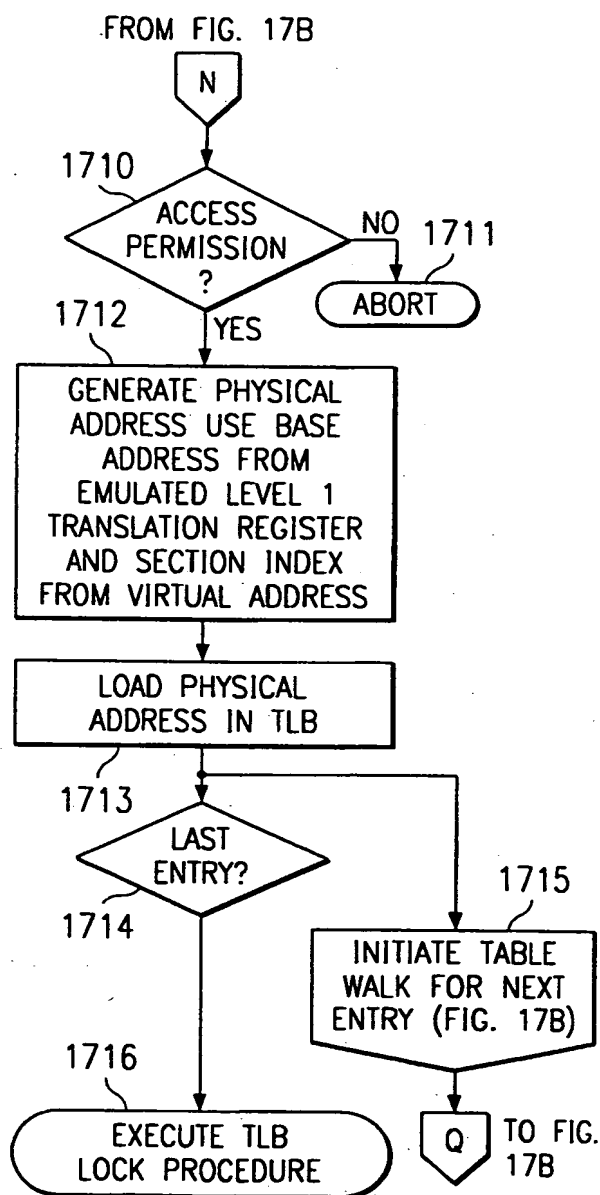 FROM FIG. 17B
N
1710
ACCESS
PERMISSION
?
NO
1711
ABORT
1712
YES
GENERATE PHYSICAL
ADDRESS USE BASE
ADDRESS FROM
EMULATED LEVEL 1
TRANSLATION REGISTER
AND SECTION INDEX
FROM VIRTUAL ADDRESS
LOAD PHYSICAL
ADDRESS IN TLB
1713
LAST
ENTRY?
1714
1715
INITIATE TABLE
WALK FOR NEXT
ENTRY (FIG. 17B)
1716
EXECUTE TLB
LOCK PROCEDURE
Q
TO FIG.
17B